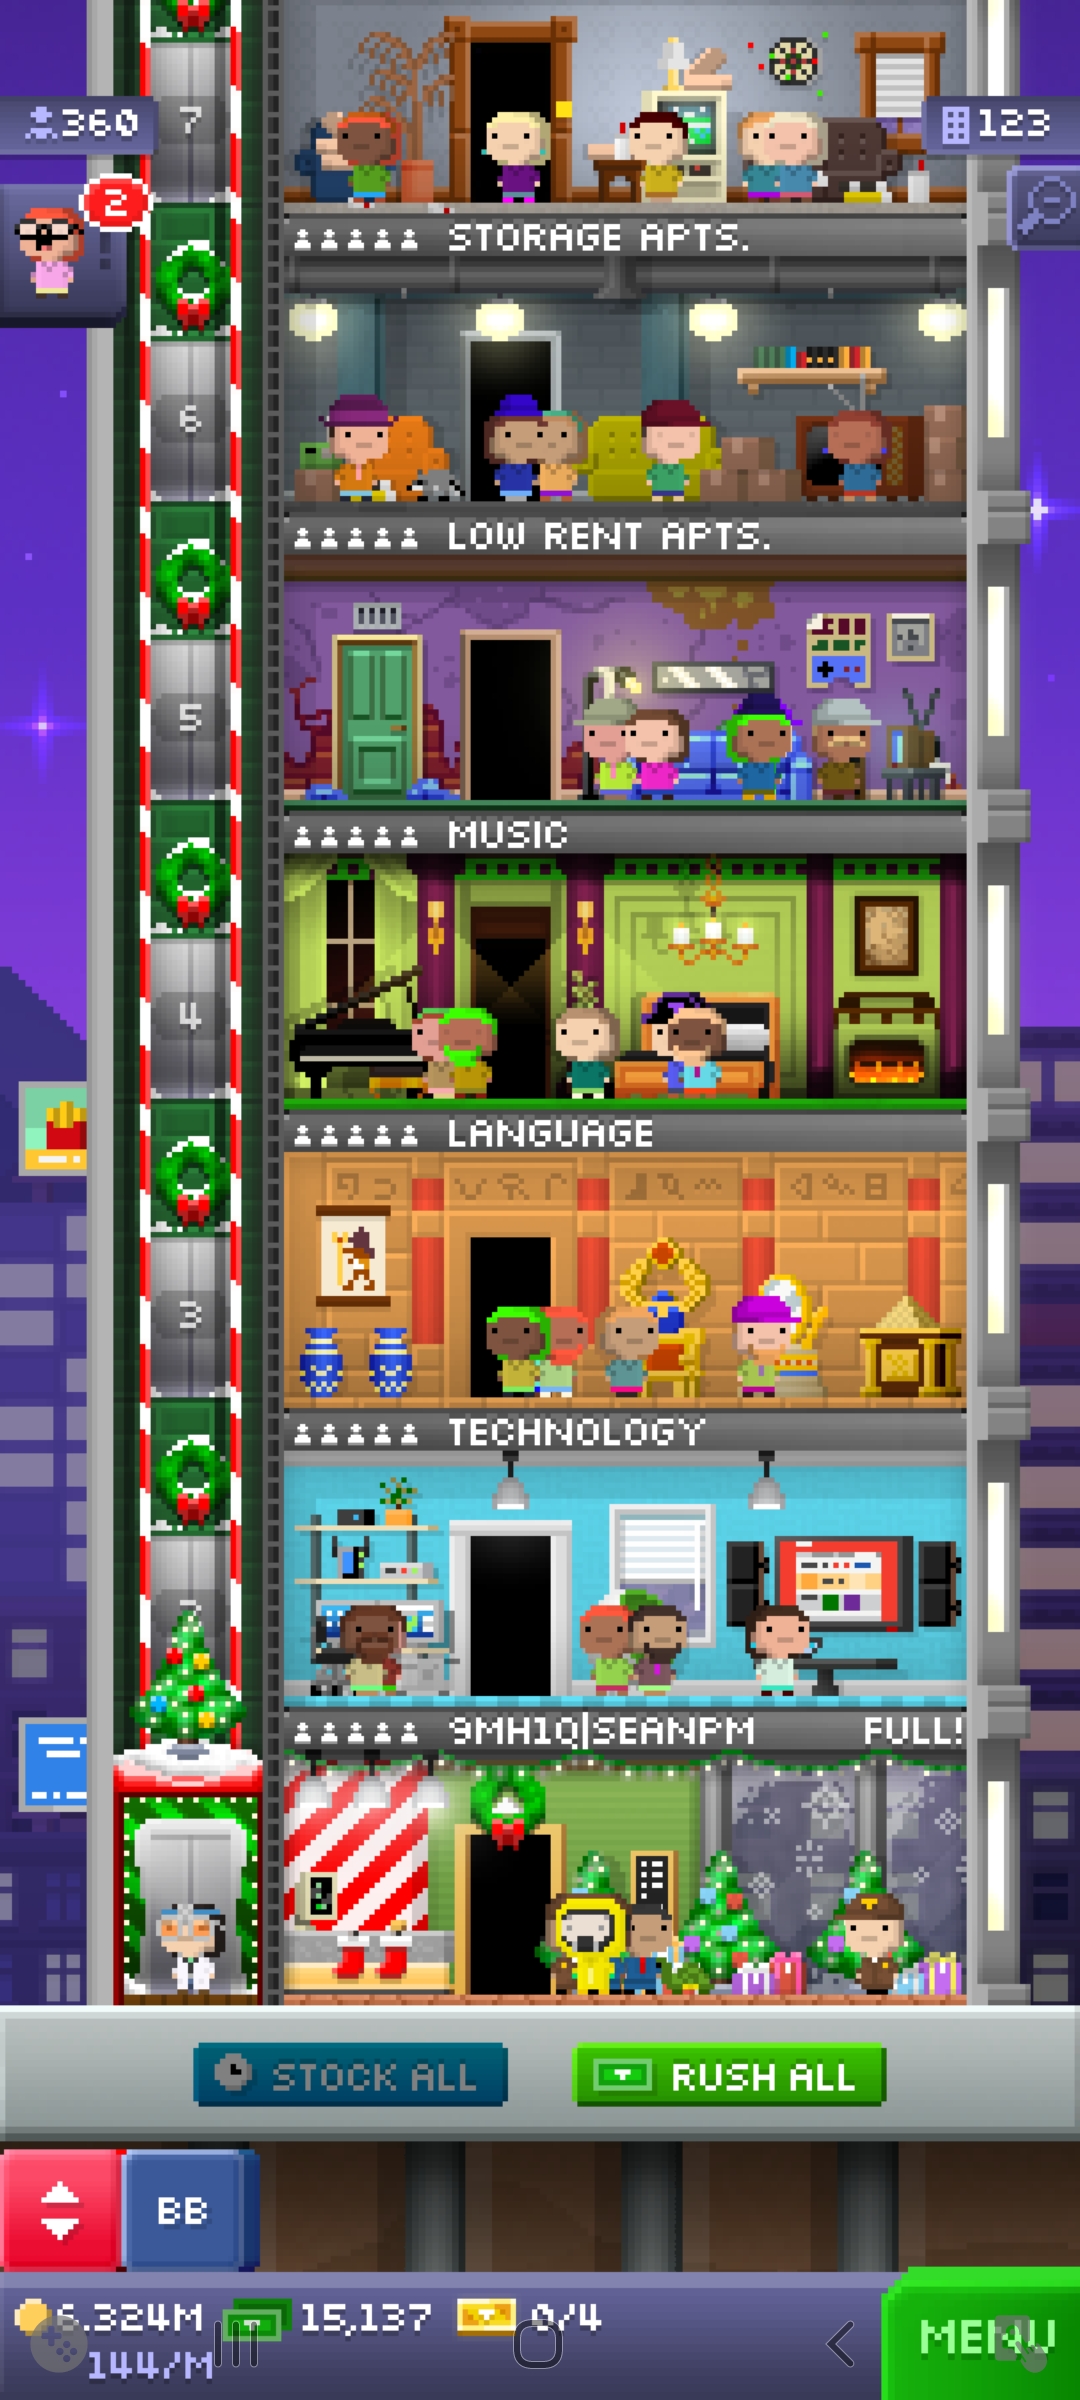 7
360
123
2
STORAGE APTS.
6
LOW RENT APTS.
5
MUSIC
4
LANGUAGE
3
TECHNOLOGY
9MH1Q|SEANPM FULL!
STOCK ALL
RUSH ALL
BB
6.324M 15,137 0/4
144/M
MENU